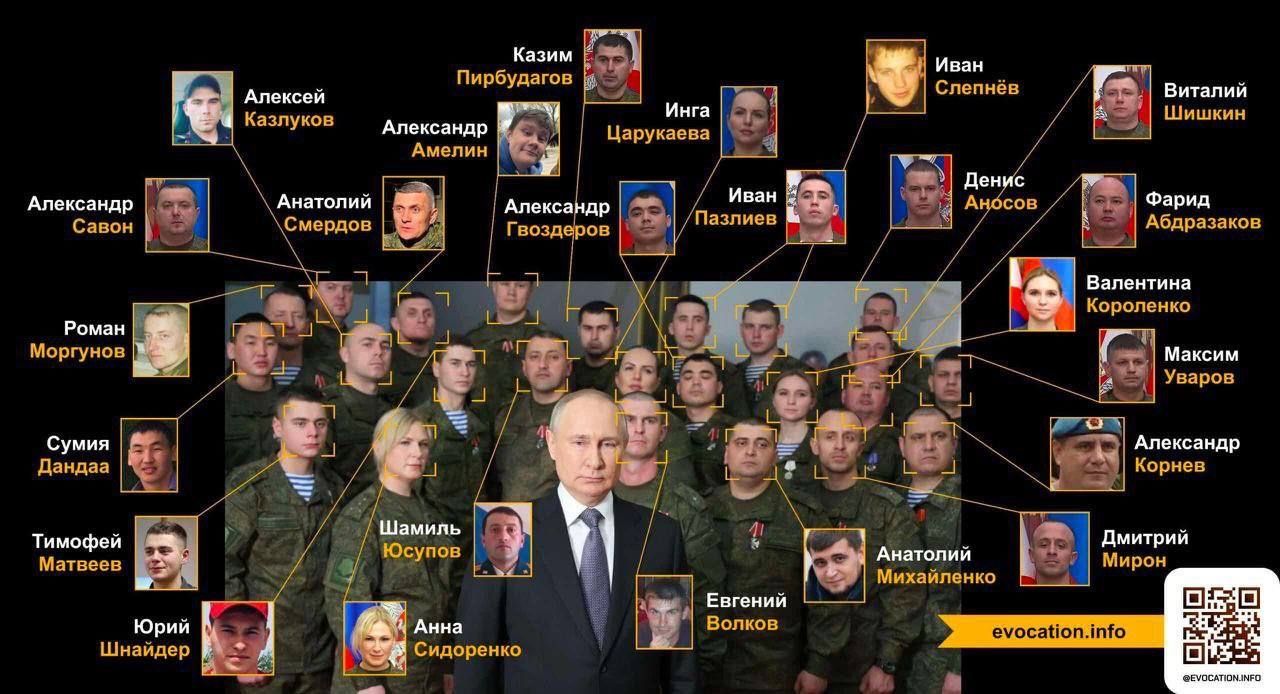 Казим
Пирбудагов
Иван
Слепнёв
Алексей
Казлуков
Александр
Амелин
Инга
Царукаева
Виталий
Шишкин
Александр
Савон
Анатолий
Смердов
Александр
Гвоздеров
Иван
Пазлиев
Денис
Аносов
Фарид
Абдразаков
Валентина
Короленко
Роман
Моргунов
Максим
Уваров
Сумия
Дандаа
Александр
Корнев
Тимофей
Матвеев
Шамиль
Юсупов
Анатолий
Михайленко
Дмитрий
Мирон
Юрий
Шнайдер
Анна
Сидоренко
Евгений
Волков
evocation.info
@EVOCATION.INFO